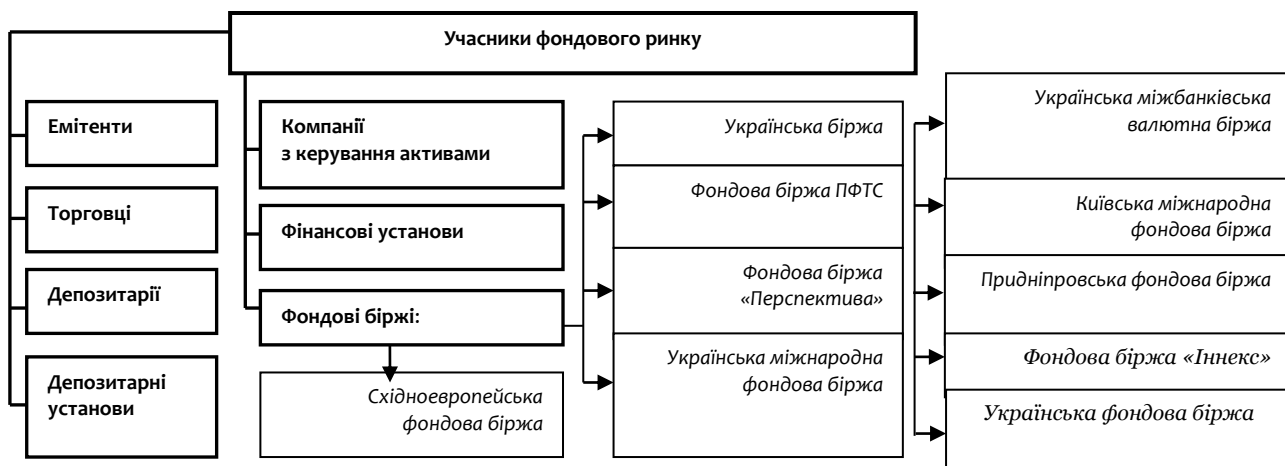 Учасники фондового ринку
Емітенти
Торговці
Депозитарії
Депозитарні
установи
Компанії
з керування активами
Фінансові установи
Фондові біржі:
Східноевропейська
фондова біржа
Українська біржа
Фондова біржа ПФТС
Фондова біржа
«Перспектива»
Українська міжнародна
фондова біржа
Українська міжбанківська
валютна біржа
Київська міжнародна
фондова біржа
Придніпровська фондова біржа
Фондова біржа «Іннекс»
Українська фондова біржа